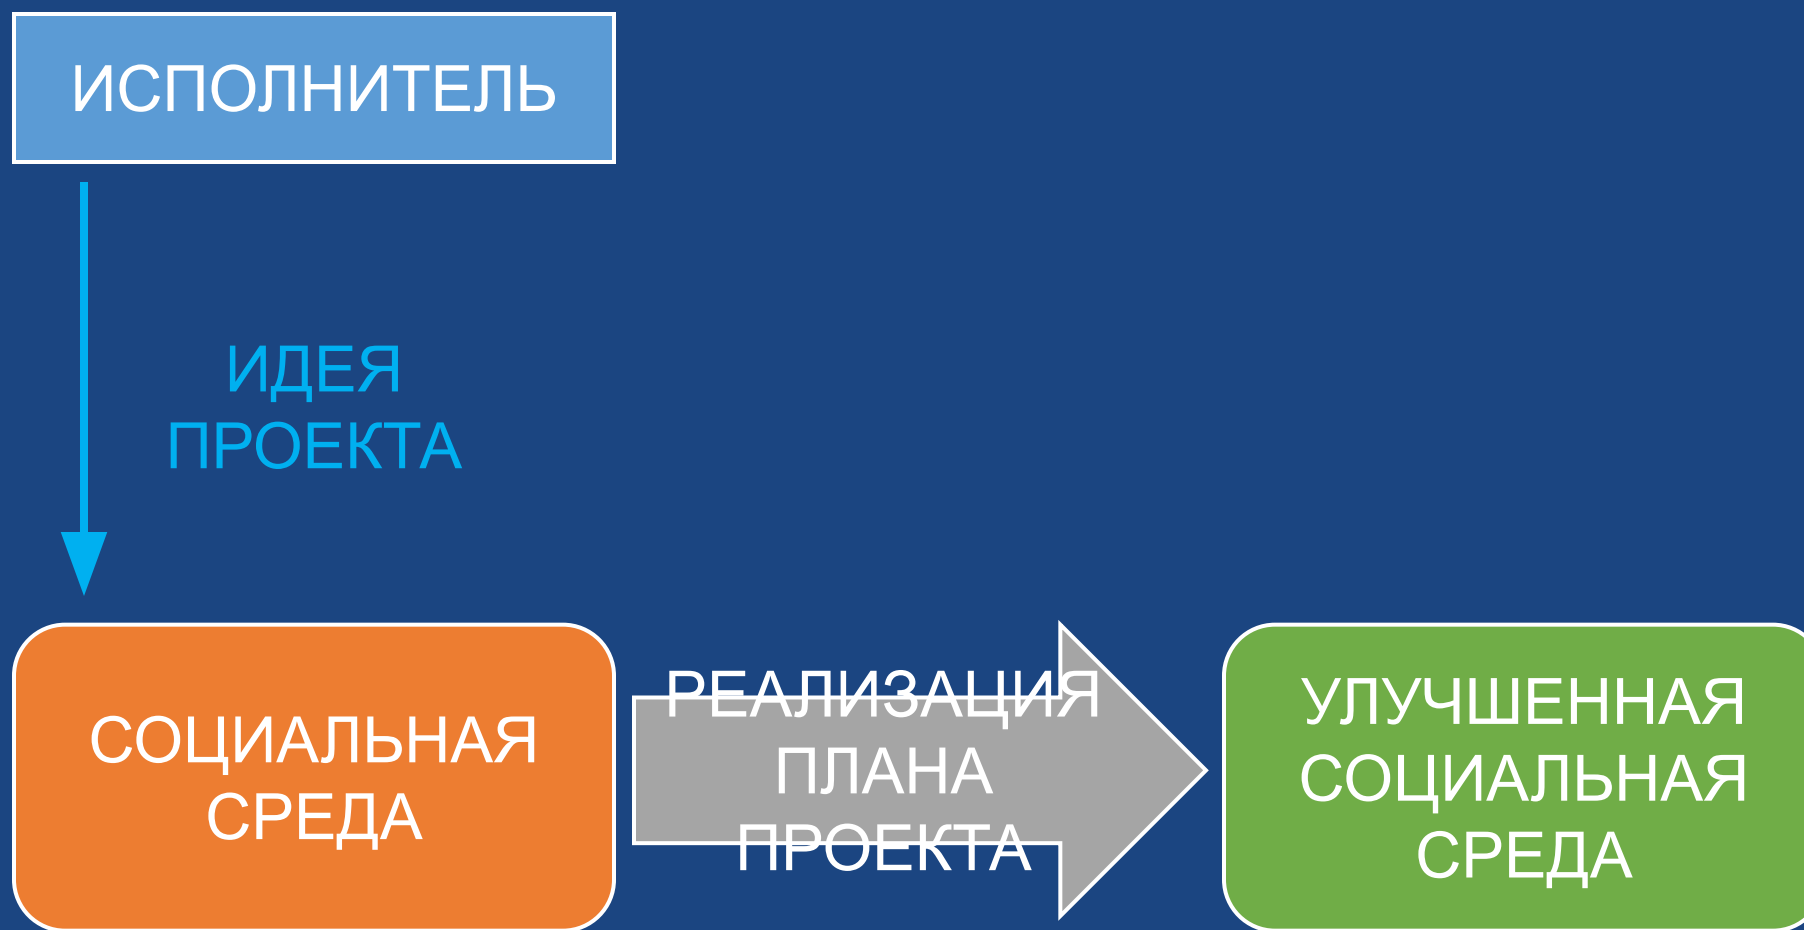 ИСПОЛНИТЕЛЬ
ИДЕЯ
ПРОЕКТА
СОЦИАЛЬНАЯ
СРЕДА
РЕАЛИЗАЦИЯ
ПЛАНА
ПРОЕКТА
УЛУЧШЕННАЯ
СОЦИАЛЬНАЯ
СРЕДА